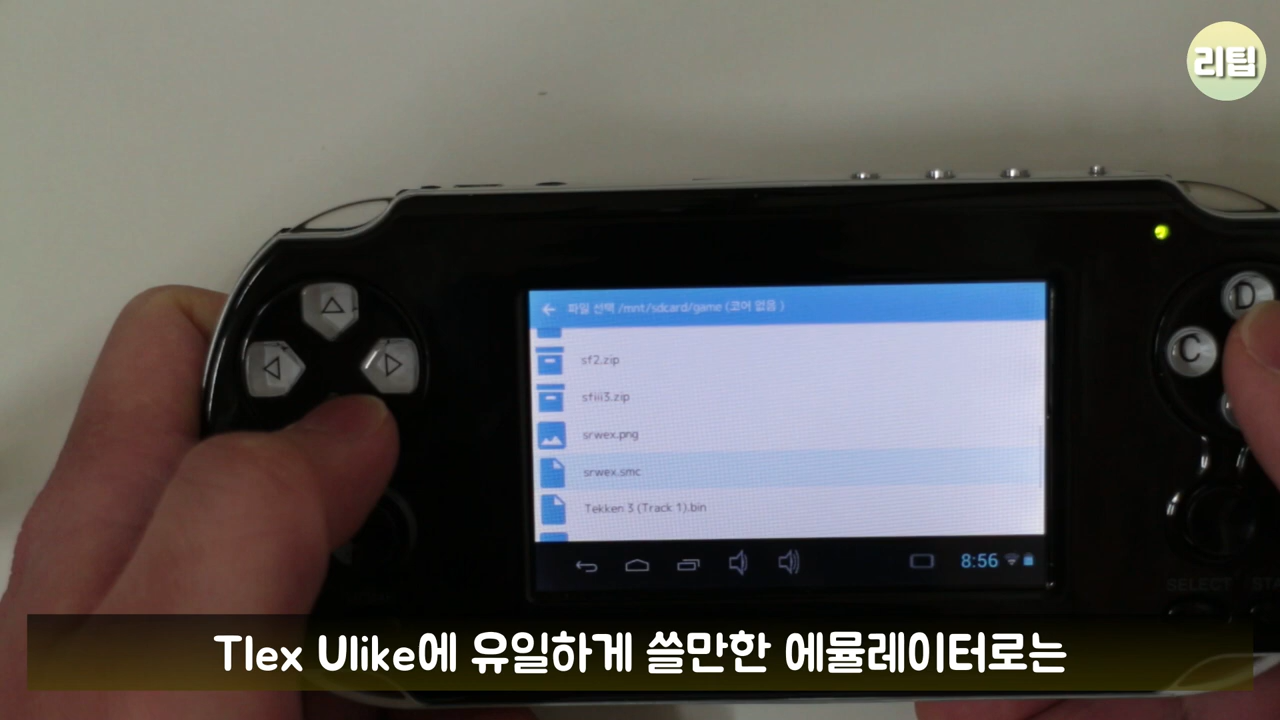 리팁
파일 선택 /mnt/sdcard/game (코어 없음 )
sf2.zip
sfiii3.zip
srwex.png
srwex.smc
Tekken 3 (Track 1).bin
8:56
D
C
SELECT
Tlex Ulike에 유일하게 쓸만한 에뮬레이터로는